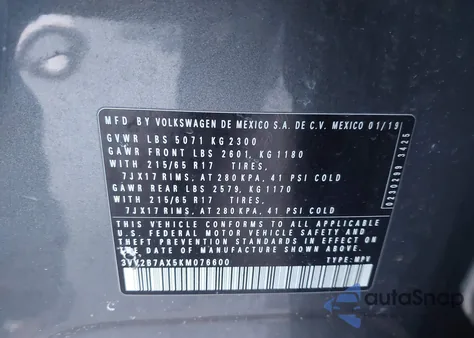 MFD BY VOLKSWAGEN DE MEXICO S.A. DE C.V. MEXICO 01/19
GVWR LBS 5071 KG 2300
GAWR FRONT LBS 2601, KG 1180
WITH 215/65 R17 TIRES,
7JX17 RIMS, AT 280 KPA, 41 PSI COLD
GAWR REAR LBS 2579, KG 1170
WITH 215/65 R17 TIRES,
7JX17 RIMS, AT 280 KPA, 41 PSI COLD
THIS VEHICLE CONFORMS TO ALL APPLICABLE
U.S. FEDERAL MOTOR VEHICLE SAFETY AND
THEFT PREVENTION STANDARDS IN EFFECT ON
THE DATE OF MANUFACTURE SHOWN ABOVE.
3VV2B7AX5KM076600 TYPE: MPV
0230299 3425
autoSnap